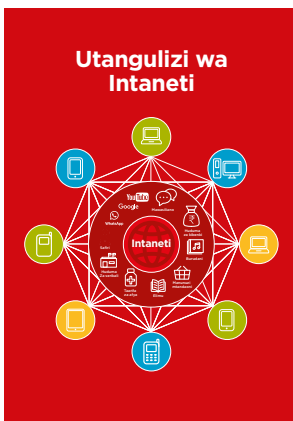 Utangulizi wa
Intaneti
YouTube
Google
WhatsApp
Mawasiliano
Huduma
za kibenki
Intaneti
Burudani
Safiri
Huduma
Za serikali
Taarifa
za afya
Elimu
Manunuzi
mtandaoni